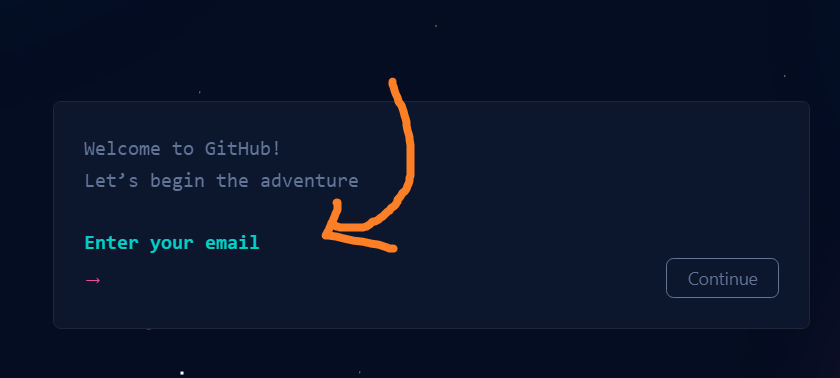 Welcome to GitHub!
Let’s begin the adventure
Enter your email
→
Continue